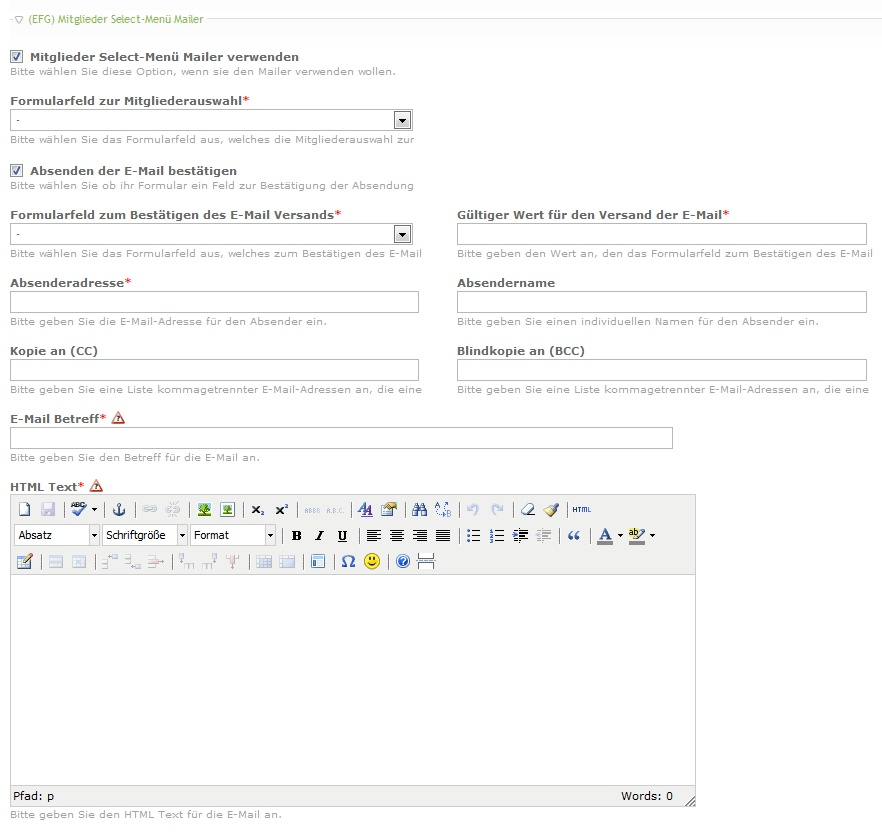 (EFG) Mitglieder Select-Menü Mailer
Mitglieder Select-Menü Mailer verwenden
Bitte wählen Sie diese Option, wenn sie den Mailer verwenden wollen.
Formularfeld zur Mitgliederauswahl*
-
Bitte wählen Sie das Formularfeld aus, welches die Mitgliederauswahl zur
Absenden der E-Mail bestätigen
Bitte wählen Sie ob ihr Formular ein Feld zur Bestätigung der Absendung
Formularfeld zum Bestätigen des E-Mail Versands*
-
Bitte wählen Sie das Formularfeld aus, welches zum Bestätigen des E-Mail
Gültiger Wert für den Versand der E-Mail*
Bitte geben den Wert an, den das Formularfeld zum Bestätigen des E-Mail
Absenderadresse*
Bitte geben Sie die E-Mail-Adresse für den Absender ein.
Absendername
Bitte geben Sie einen individuellen Namen für den Absender ein.
Kopie an (CC)
Bitte geben Sie eine Liste kommagetrennter E-Mail-Adressen an, die eine
Blindkopie an (BCC)
Bitte geben Sie eine Liste kommagetrennter E-Mail-Adressen an, die eine
E-Mail Betreff*
Bitte geben Sie den Betreff für die E-Mail an.
HTML Text*
ABC x₂ x² A.B.C. HTML
Absatz Schriftgröße Format B I U A ab
Ω
Pfad: p Words: 0
Bitte geben Sie den HTML Text für die E-Mail an.